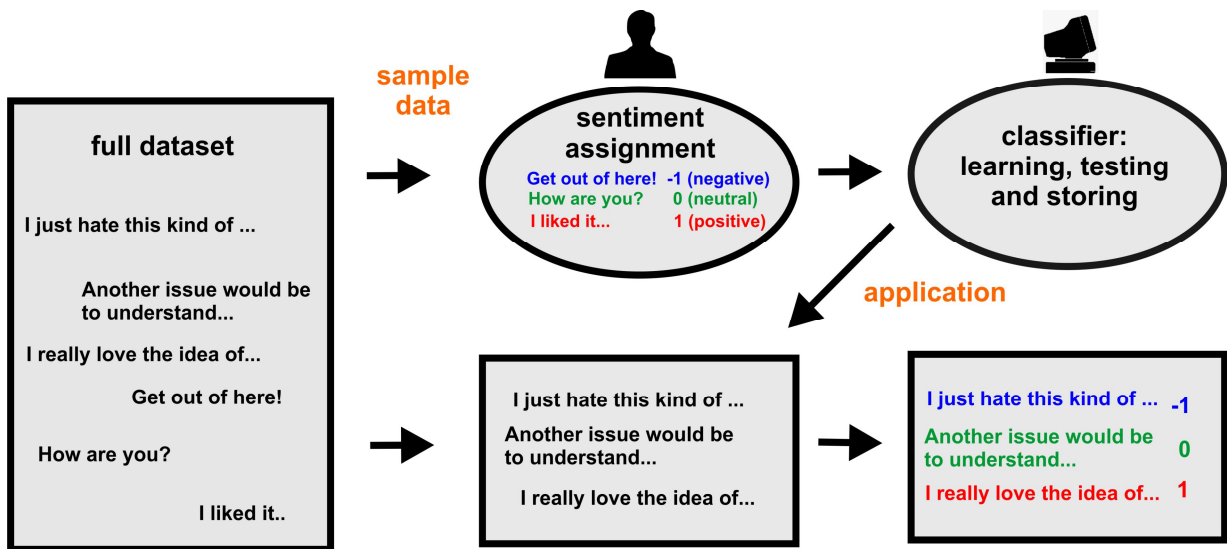 full dataset
I just hate this kind of ...
Another issue would be
to understand...
I really love the idea of...
Get out of here!
How are you?
I liked it..
sample
data
sentiment
assignment
Get out of here! -1 (negative)
How are you? 0 (neutral)
I liked it... 1 (positive)
classifier:
learning, testing
and storing
application
I just hate this kind of ...
Another issue would be
to understand...
I really love the idea of...
I just hate this kind of ... -1
Another issue would be
to understand... 0
I really love the idea of... 1